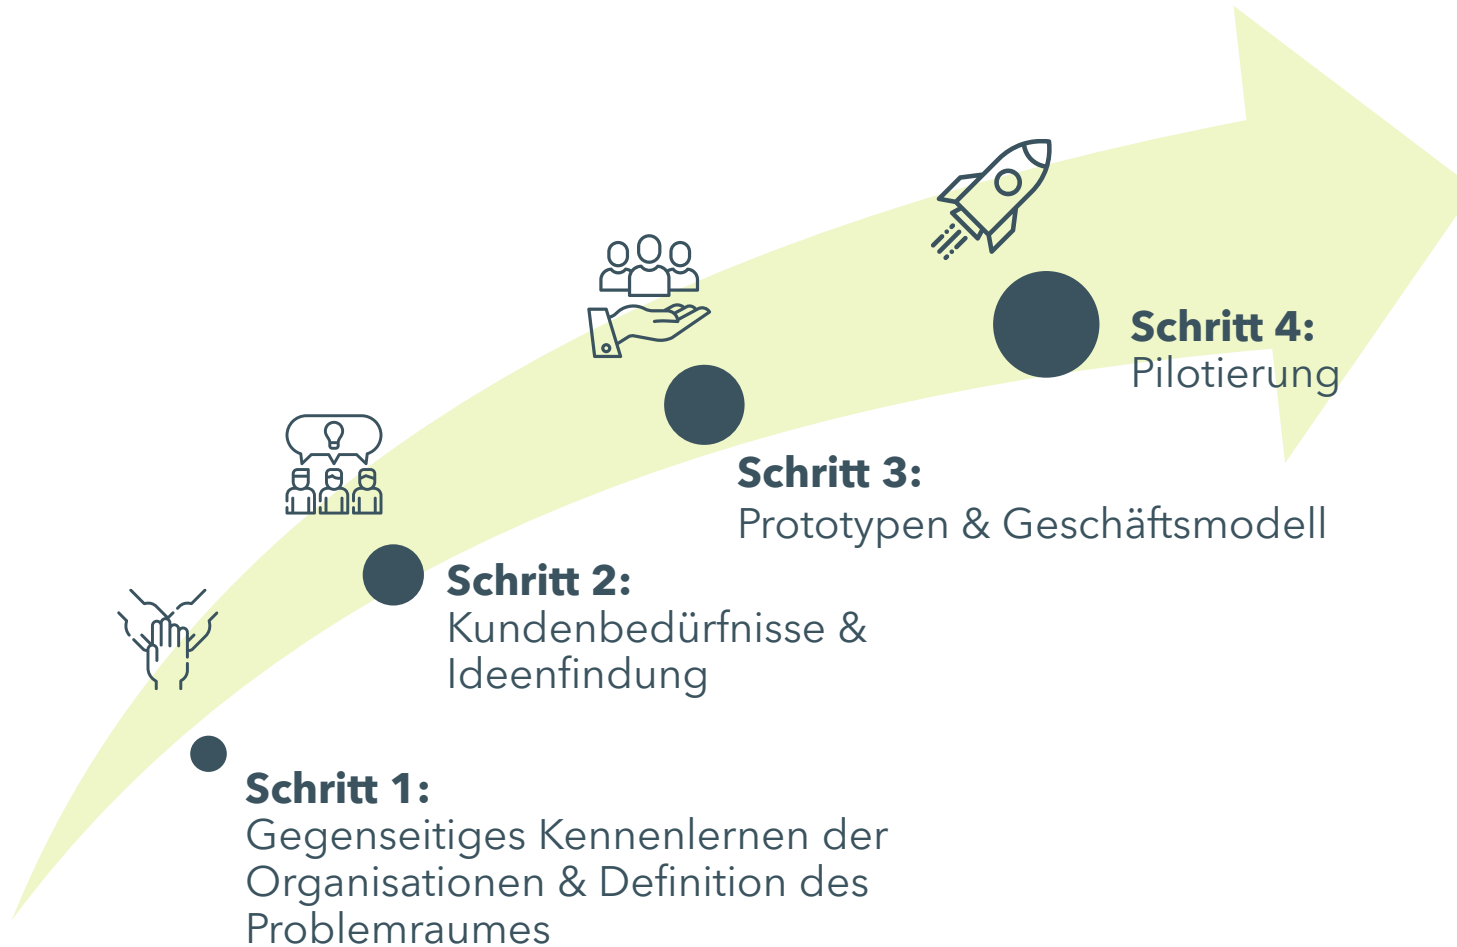 Schritt 1:
Gegenseitiges Kennenlernen der
Organisationen & Definition des
Problemraumes
Schritt 2:
Kundenbedürfnisse &
Ideenfindung
Schritt 3:
Prototypen & Geschäftsmodell
Schritt 4:
Pilotierung